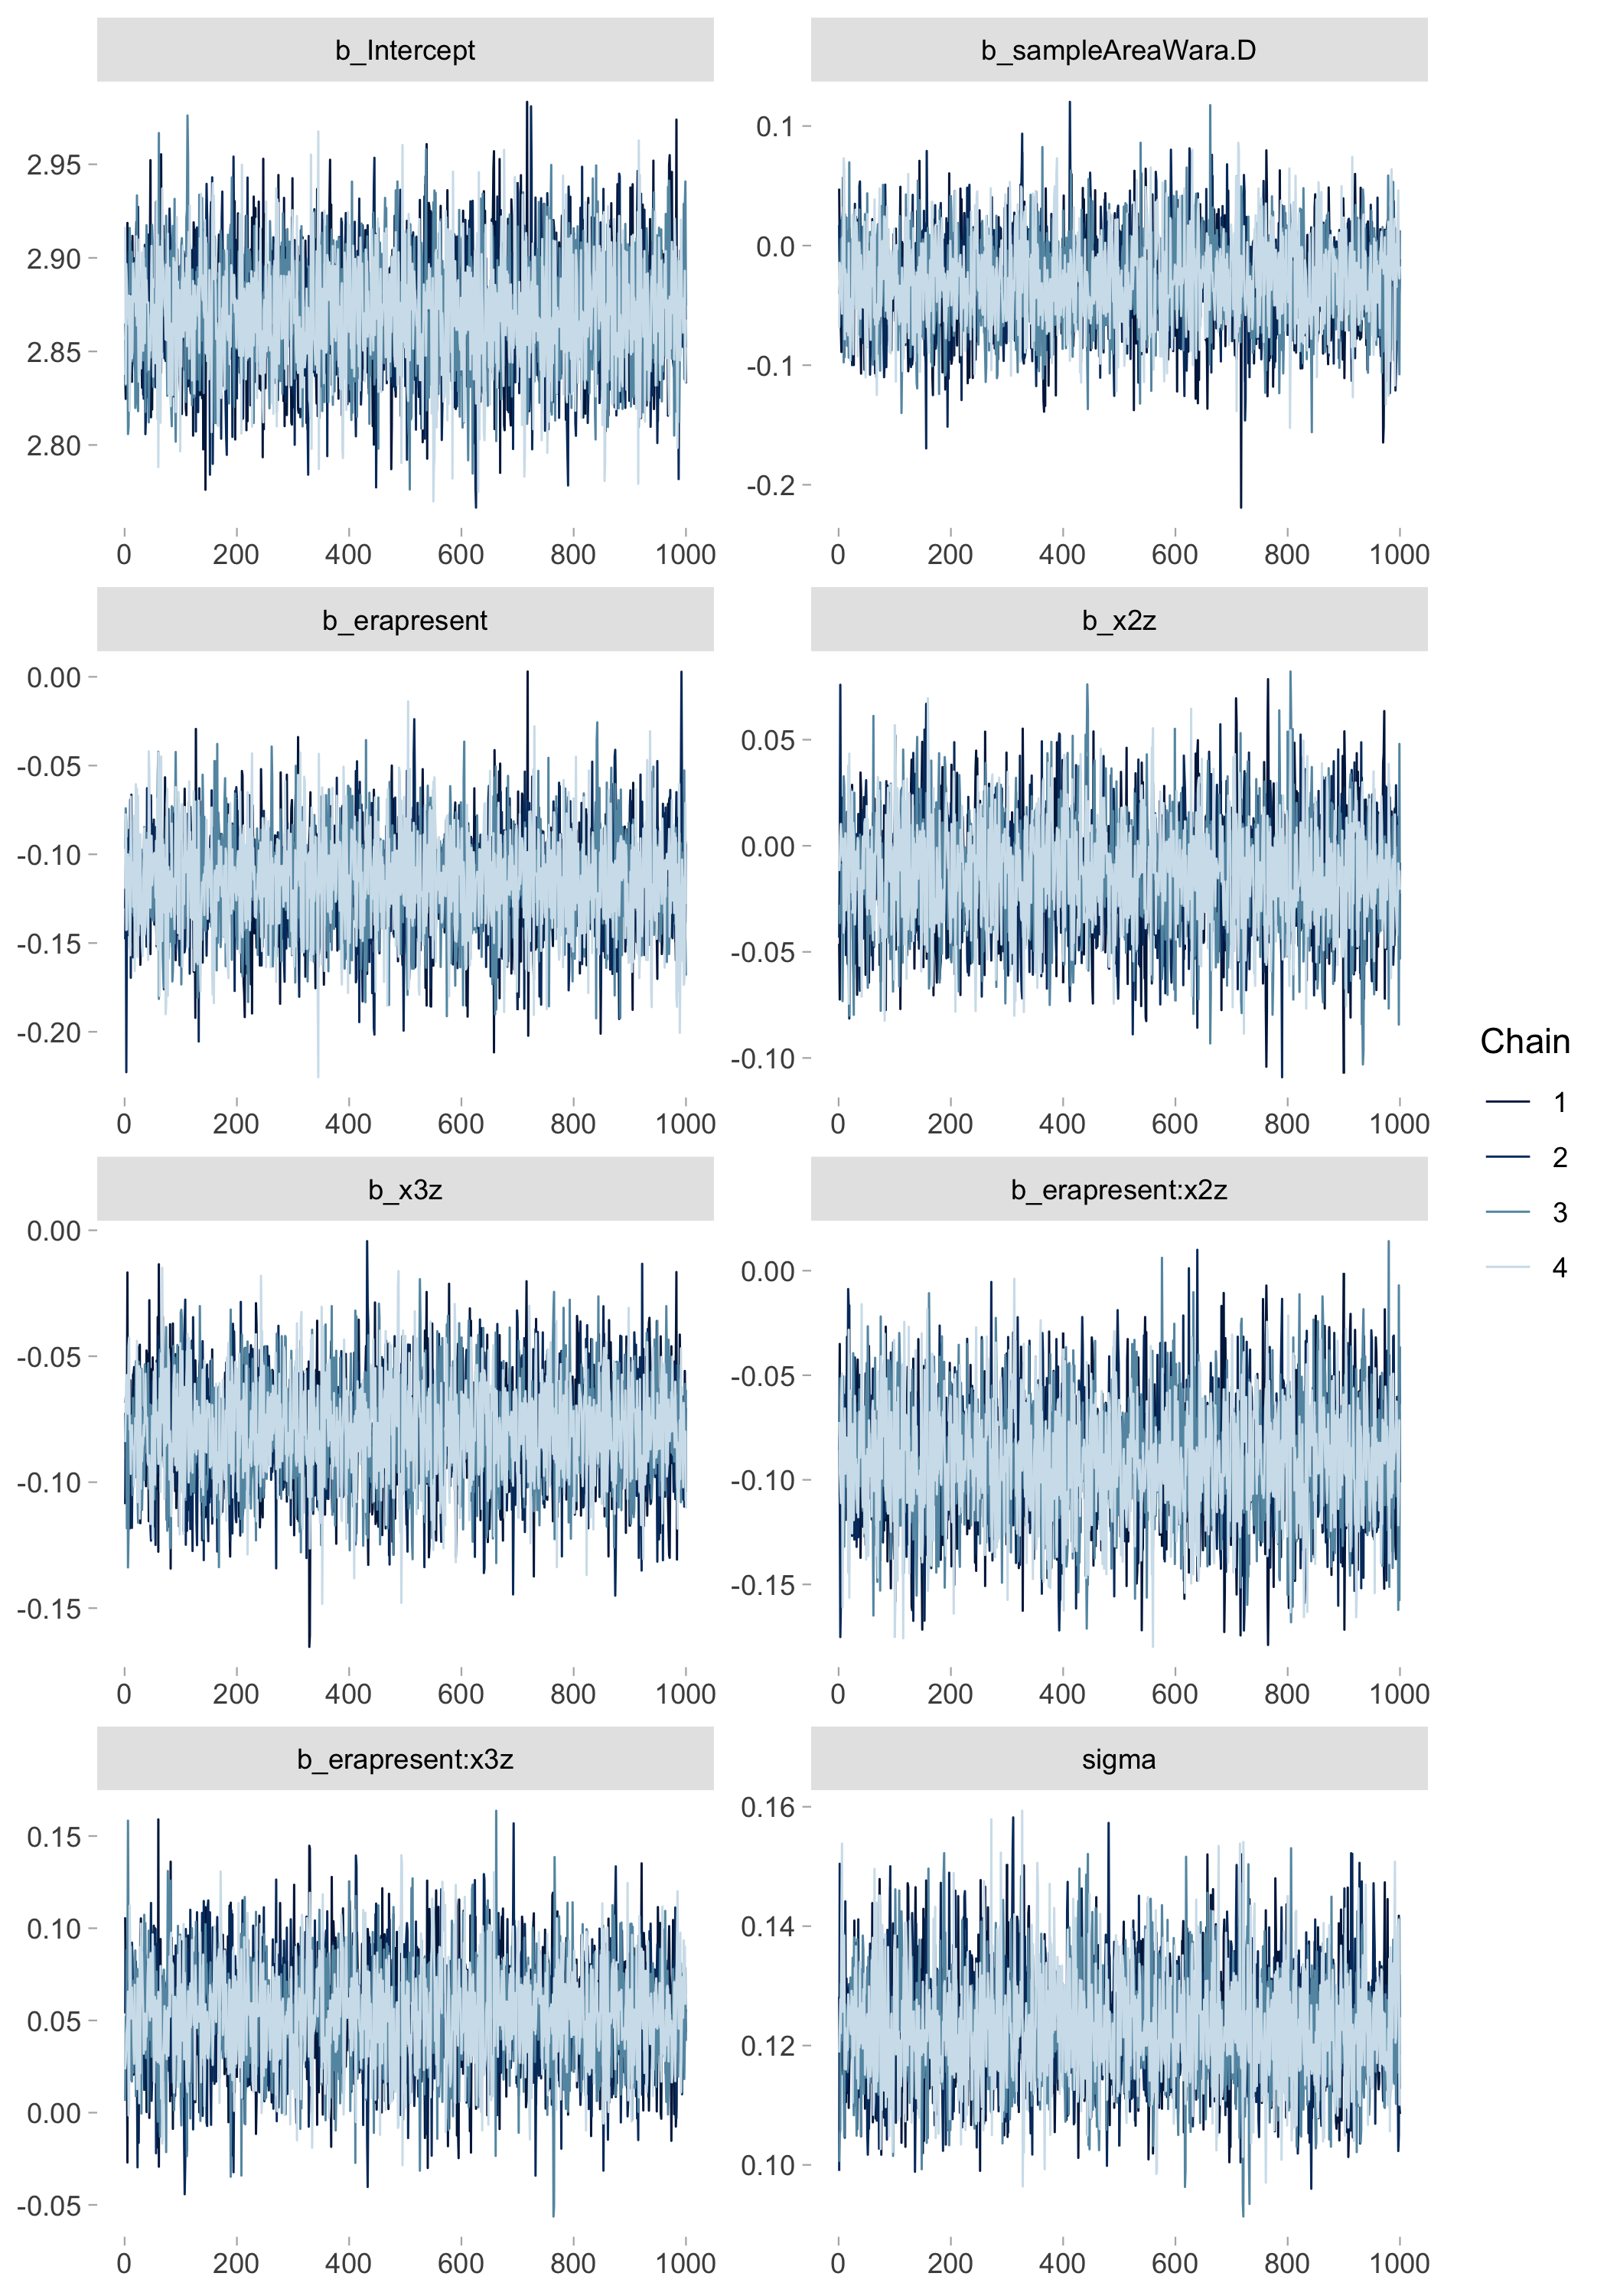 b_Intercept
2.95
2.90
2.85
2.80
0 200 400 600 800 1000
b_sampleAreaWara.D
0.1
0.0
-0.1
-0.2
0 200 400 600 800 1000
b_erapresent
0.00
-0.05
-0.10
-0.15
-0.20
0 200 400 600 800 1000
b_x2z
0.05
0.00
-0.05
-0.10
0 200 400 600 800 1000
b_x3z
0.00
-0.05
-0.10
-0.15
0 200 400 600 800 1000
b_erapresent:x2z
0.00
-0.05
-0.10
-0.15
0 200 400 600 800 1000
b_erapresent:x3z
0.15
0.10
0.05
0.00
-0.05
0 200 400 600 800 1000
sigma
0.16
0.14
0.12
0.10
0 200 400 600 800 1000
Chain
1
2
3
4